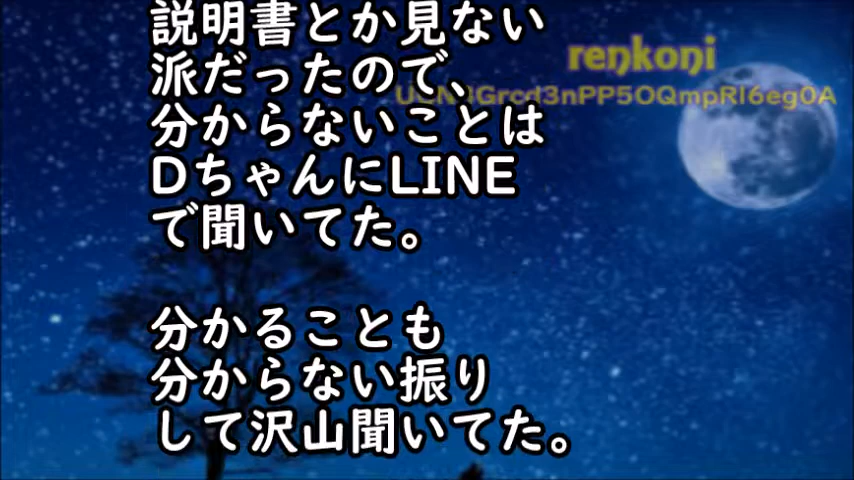 説明書とか見ない
派だったので、
分からないことは
DちゃんにLINE
で聞いてた。
分かることも
分からない振り
して沢山聞いてた。
renkoni